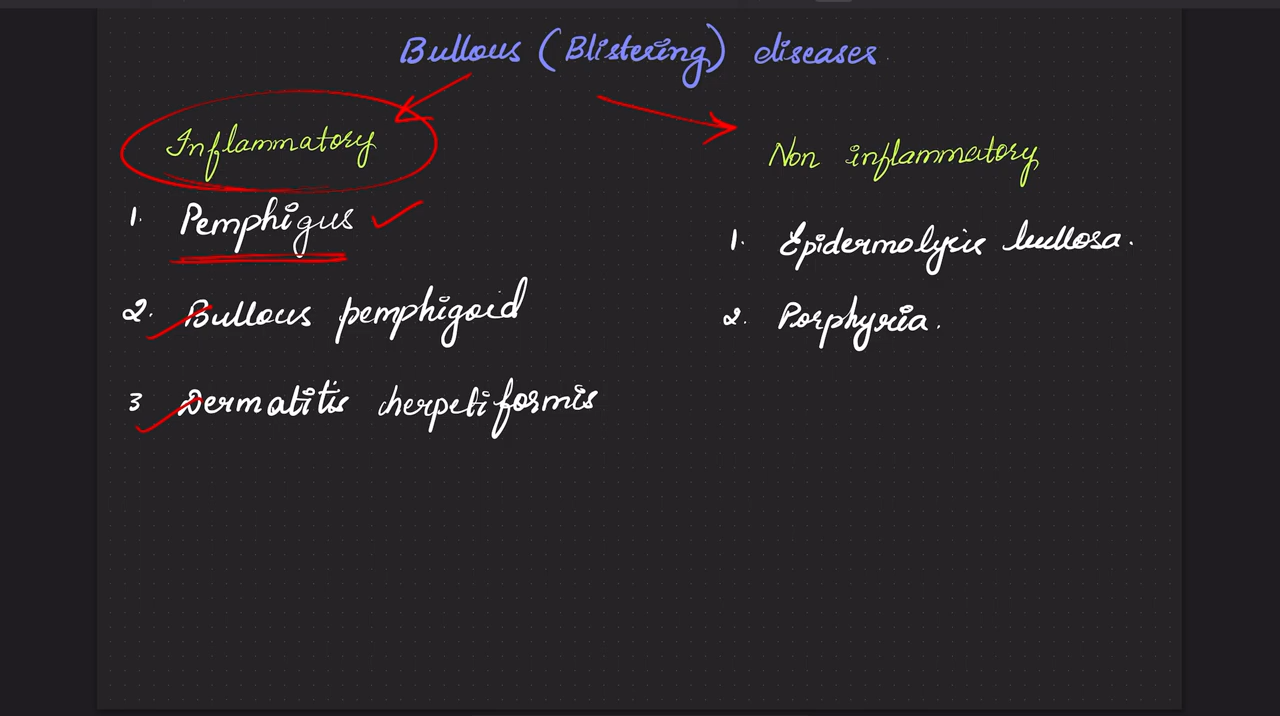 Bullous (Blistering) diseases.
Inflammatory
1. Pemphigus
2. Bullous pemphigoid
3 Dermatitis herpetiformis
Non inflammatory
1. Epidermolysis bullosa.
2. Porphyria.